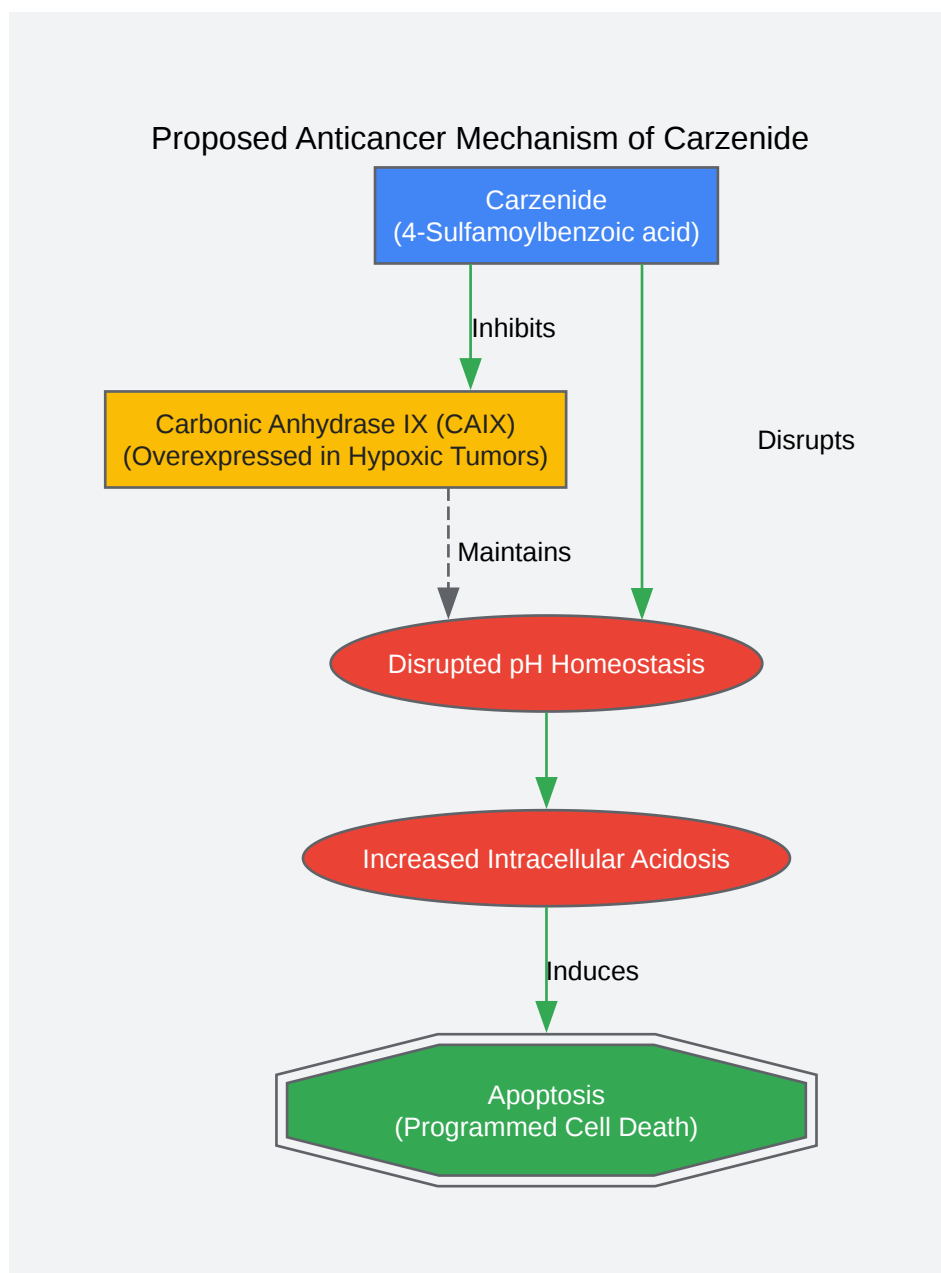 Proposed Anticancer Mechanism of Carzenide
Carzenide
(4-Sulfamoylbenzoic acid)
Inhibits
Carbonic Anhydrase IX (CAIX)
(Overexpressed in Hypoxic Tumors)
Disrupts
Maintains
Disrupted pH Homeostasis
Increased Intracellular Acidosis
Induces
Apoptosis
(Programmed Cell Death)